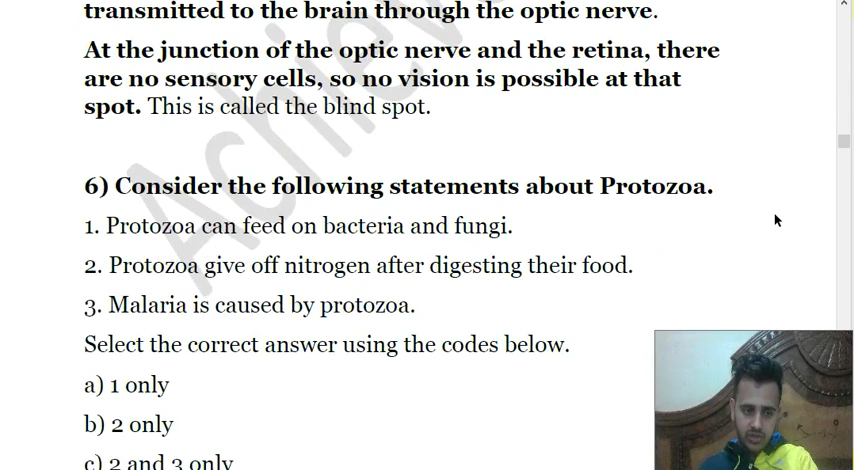 transmitted to the brain through the optic nerve.
At the junction of the optic nerve and the retina, there
are no sensory cells, so no vision is possible at that
spot. This is called the blind spot.
6) Consider the following statements about Protozoa.
1. Protozoa can feed on bacteria and fungi.
2. Protozoa give off nitrogen after digesting their food.
3. Malaria is caused by protozoa.
Select the correct answer using the codes below.
a) 1 only
b) 2 only
c) 2 and 3 only